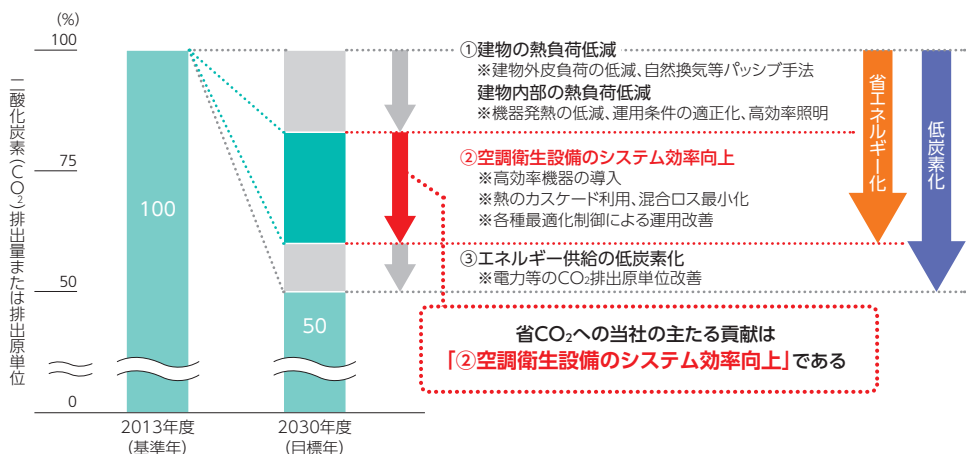 (%)
100
75
50
0
二酸化炭素(CO₂)排出量または排出原単位
100
50
2013年度
(基準年)
2030年度
(目標年)
①建物の熱負荷低減
※建物外皮負荷の低減、自然換気等パッシブ手法
建物内部の熱負荷低減
※機器発熱の低減、運用条件の適正化、高効率照明
②空調衛生設備のシステム効率向上
※高効率機器の導入
※熱のカスケード利用、混合ロス最小化
※各種最適化制御による運用改善
③エネルギー供給の低炭素化
※電力等のCO₂排出原単位改善
省エネルギー化
低炭素化
省CO₂への当社の主たる貢献は
「②空調衛生設備のシステム効率向上」である